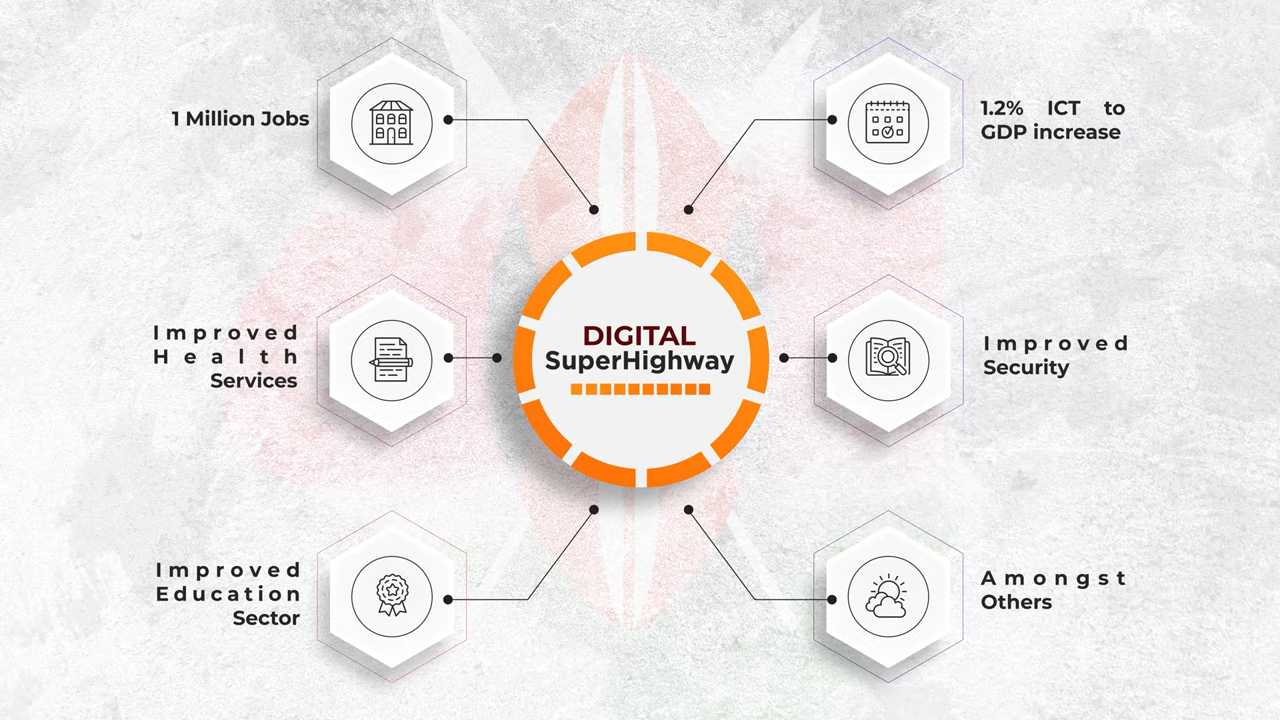 1 Million Jobs
1.2% ICT to
GDP increase
Improved
Health
Services
DIGITAL
SuperHighway
Improved
Security
Improved
Education
Sector
Amongst
Others